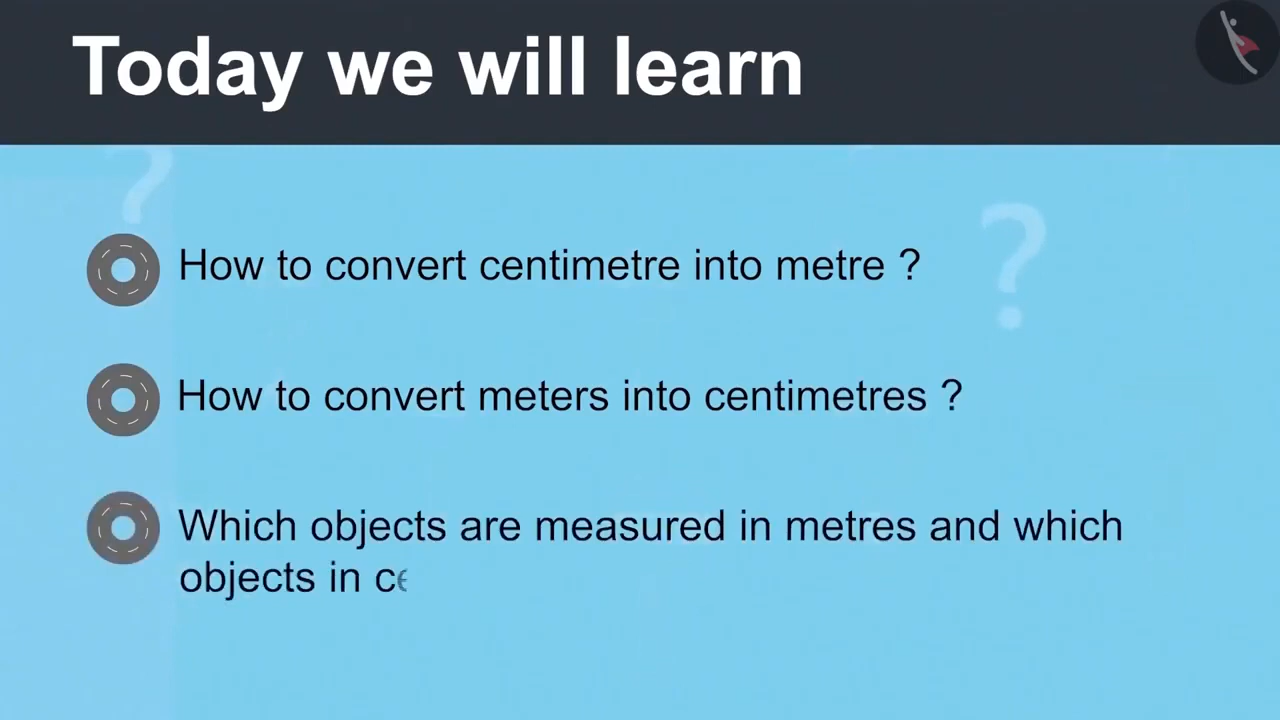 Today we will learn
How to convert centimetre into metre ?
How to convert meters into centimetres ?
Which objects are measured in metres and which
objects in